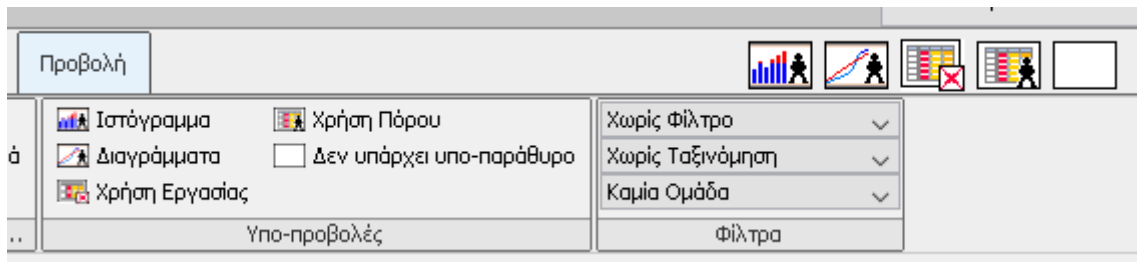 Προβολή
Ιστόγραμμα
Χρήση Πόρου
Χωρίς Φίλτρο
ά
Διαγράμματα
Δεν υπάρχει υπο-παράθυρο
Χωρίς Ταξινόμηση
Χρήση Εργασίας
Καμία Ομάδα
..
Υπο-προβολές
Φίλτρα